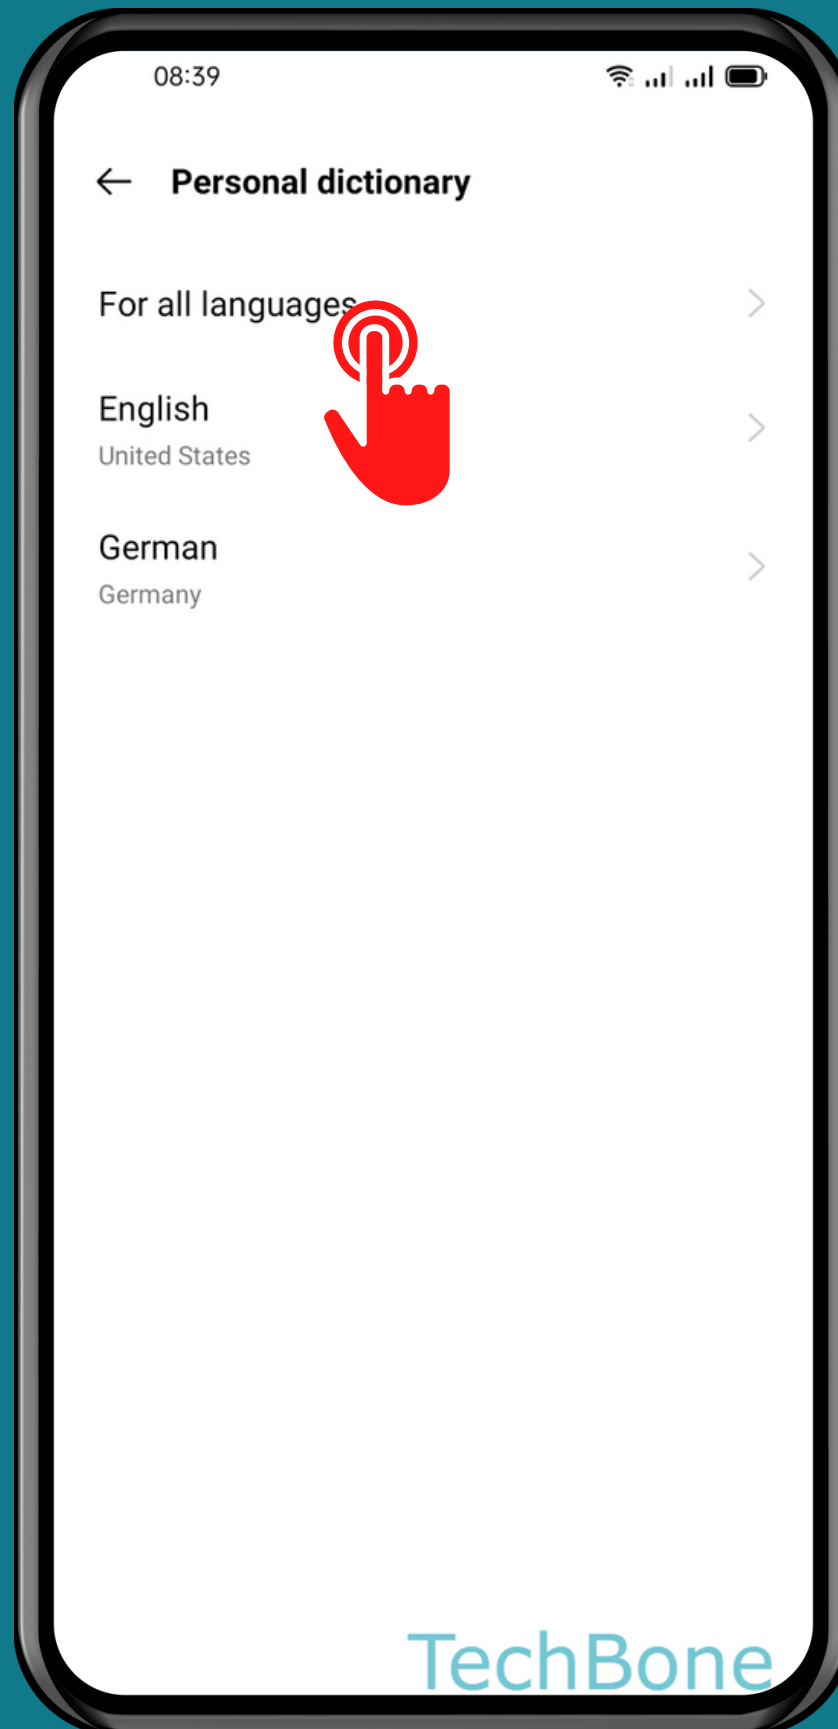 08:39
Personal dictionary
For all languages
English
United States
German
Germany
TechBone